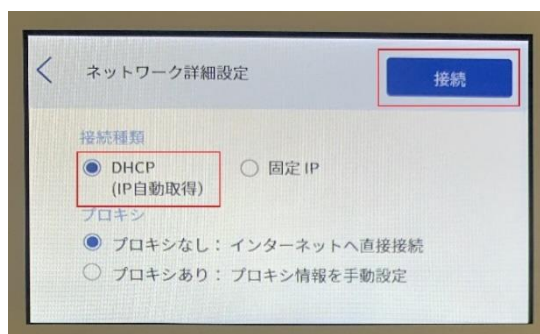 ネットワーク詳細設定
接続
接続種類
DHCP
(IP自動取得)
固定 IP
プロキシ
プロキシなし： インターネットへ直接接続
プロキシあり： プロキシ情報を手動設定